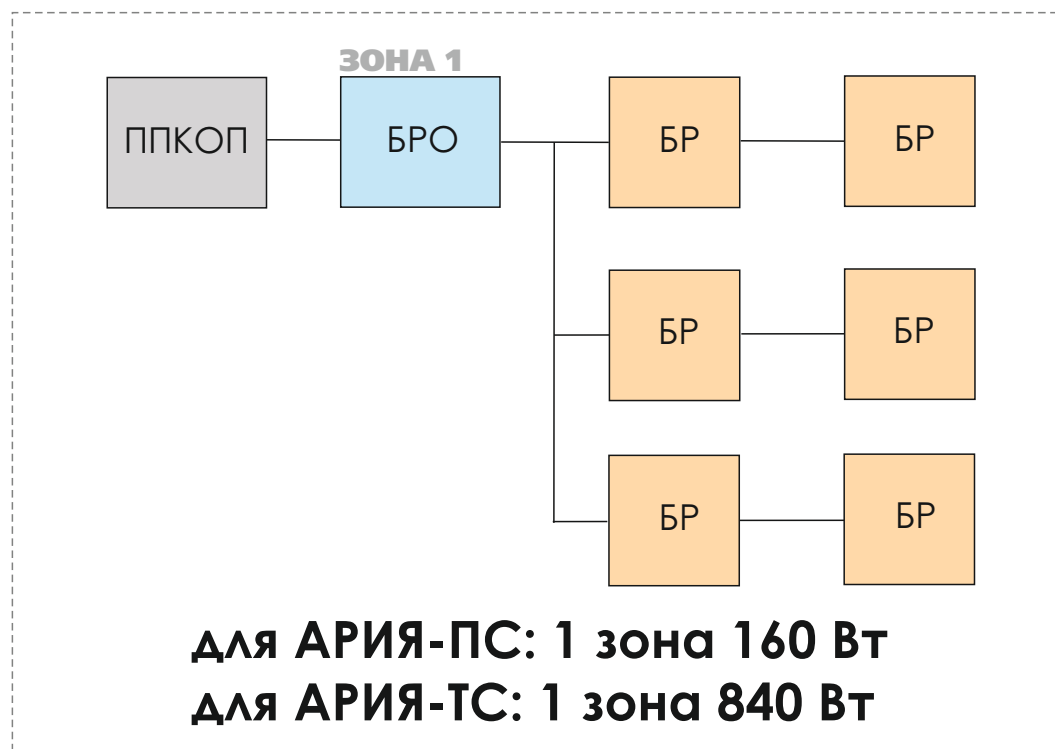 ЗОНА 1
ППКОП
БРО
БР
БР
БР
БР
БР
БР
для АРИЯ-ПС: 1 зона 160 Вт
для АРИЯ-ТС: 1 зона 840 Вт